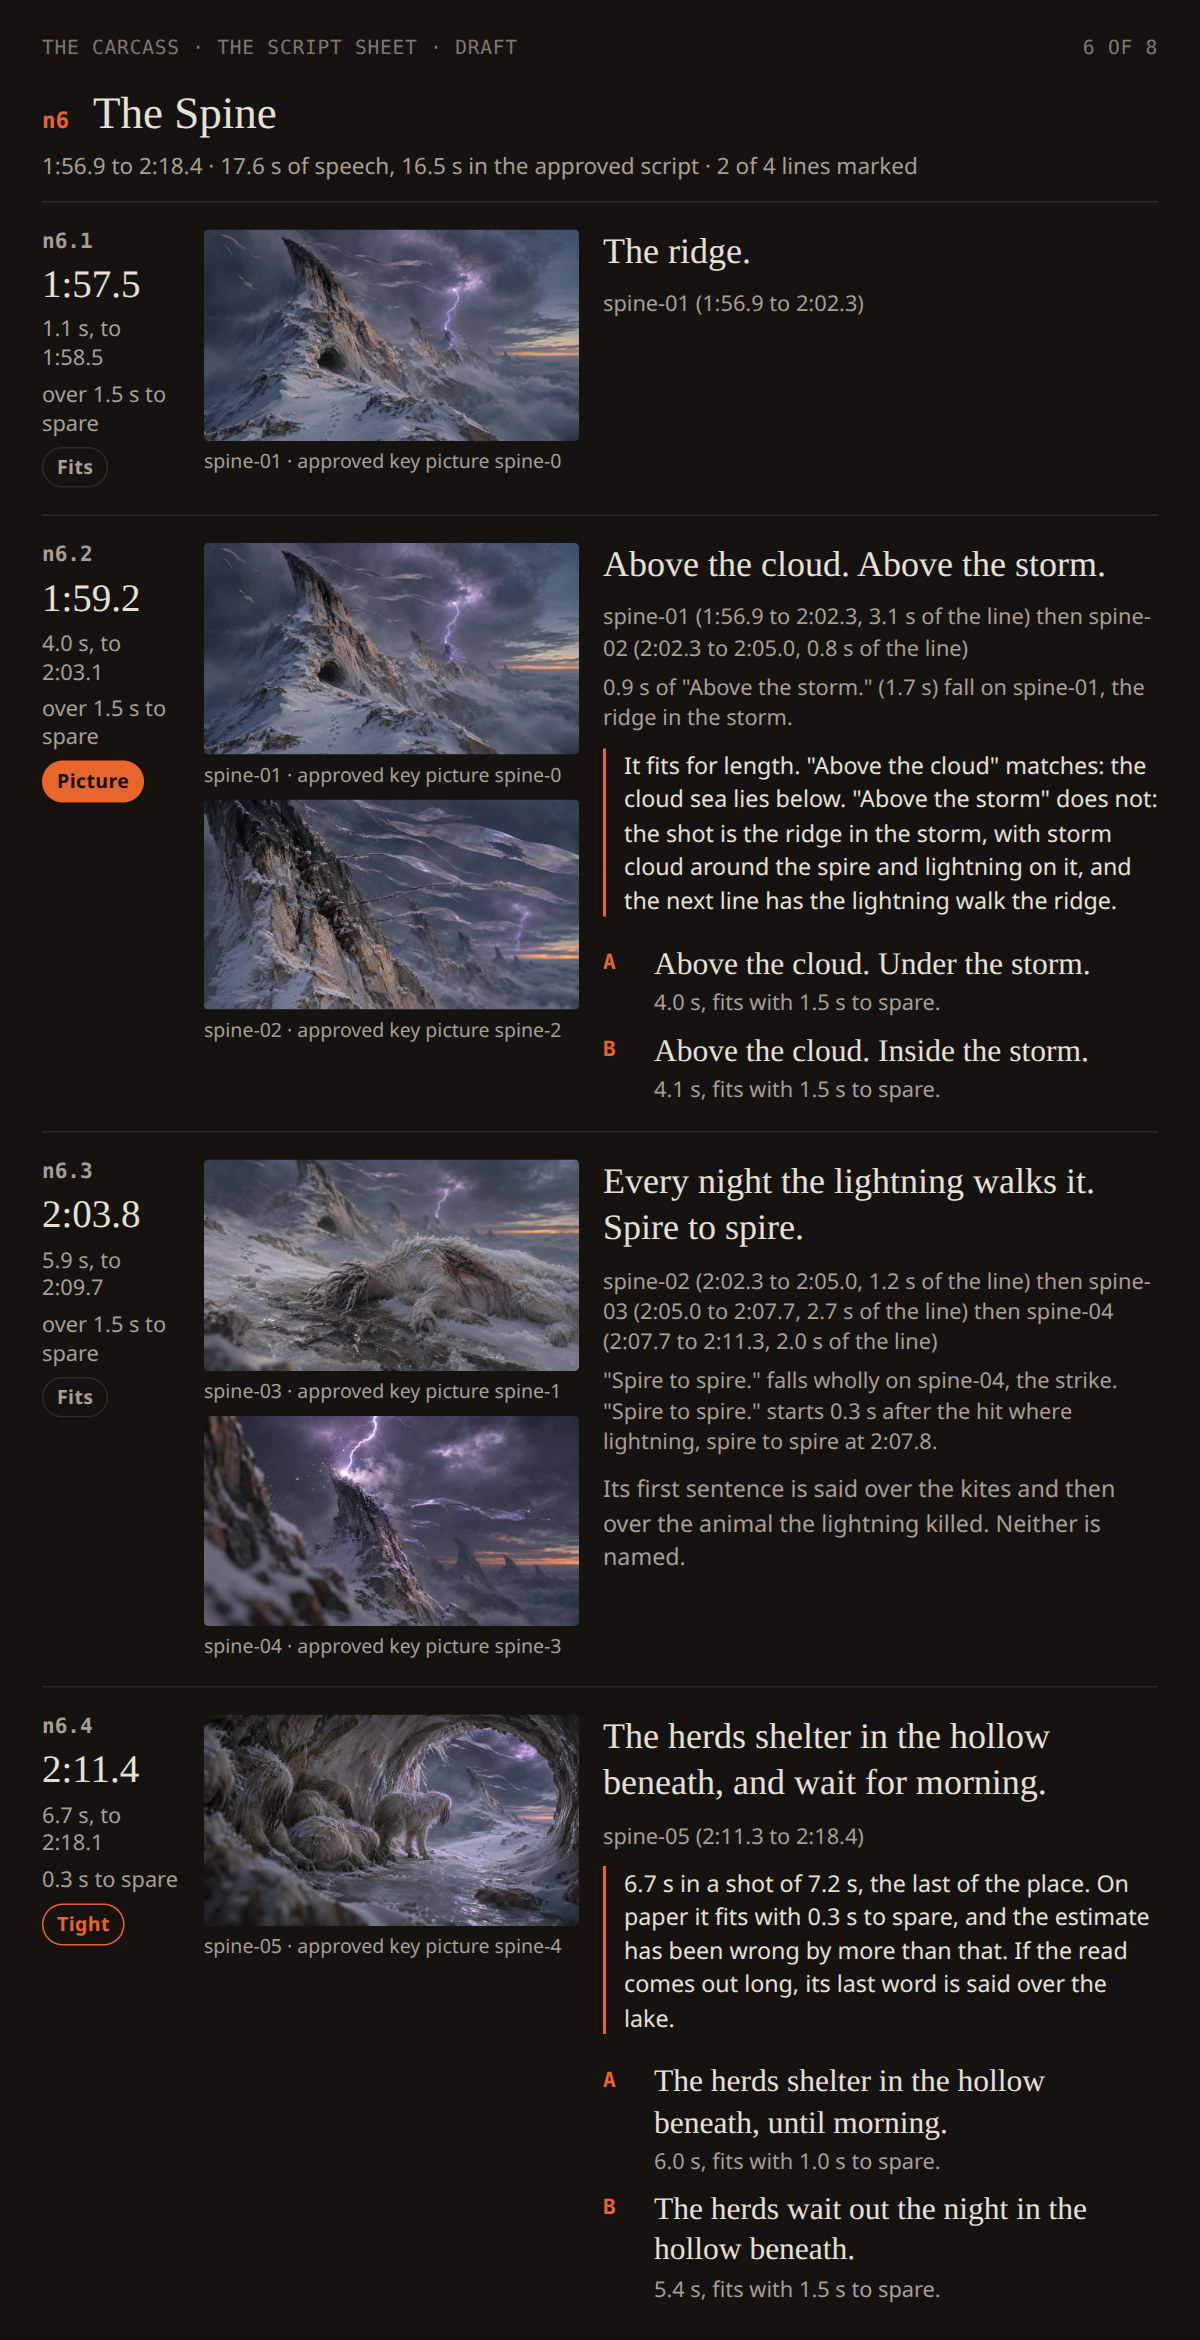 THE CARCASS · THE SCRIPT SHEET · DRAFT
6 OF 8
n6 The Spine
1:56.9 to 2:18.4 · 17.6 s of speech, 16.5 s in the approved script · 2 of 4 lines marked
n6.1
1:57.5
1.1 s, to
1:58.5
over 1.5 s to
spare
Fits
spine-01 · approved key picture spine-0
The ridge.
spine-01 (1:56.9 to 2:02.3)
n6.2
1:59.2
4.0 s, to
2:03.1
over 1.5 s to
spare
Picture
spine-01 · approved key picture spine-0
spine-02 · approved key picture spine-2
Above the cloud. Above the storm.
spine-01 (1:56.9 to 2:02.3, 3.1 s of the line) then spine-
02 (2:02.3 to 2:05.0, 0.8 s of the line)
0.9 s of "Above the storm." (1.7 s) fall on spine-01, the
ridge in the storm.
It fits for length. "Above the cloud" matches: the
cloud sea lies below. "Above the storm" does not:
the shot is the ridge in the storm, with storm
cloud around the spire and lightning on it, and
the next line has the lightning walk the ridge.
A Above the cloud. Under the storm.
4.0 s, fits with 1.5 s to spare.
B Above the cloud. Inside the storm.
4.1 s, fits with 1.5 s to spare.
n6.3
2:03.8
5.9 s, to
2:09.7
over 1.5 s to
spare
Fits
spine-03 · approved key picture spine-1
spine-04 · approved key picture spine-3
Every night the lightning walks it.
Spire to spire.
spine-02 (2:02.3 to 2:05.0, 1.2 s of the line) then spine-
03 (2:05.0 to 2:07.7, 2.7 s of the line) then spine-04
(2:07.7 to 2:11.3, 2.0 s of the line)
"Spire to spire." falls wholly on spine-04, the strike.
"Spire to spire." starts 0.3 s after the hit where
lightning, spire to spire at 2:07.8.
Its first sentence is said over the kites and then
over the animal the lightning killed. Neither is
named.
n6.4
2:11.4
6.7 s, to
2:18.1
0.3 s to spare
Tight
spine-05 · approved key picture spine-4
The herds shelter in the hollow
beneath, and wait for morning.
spine-05 (2:11.3 to 2:18.4)
6.7 s in a shot of 7.2 s, the last of the place. On
paper it fits with 0.3 s to spare, and the estimate
has been wrong by more than that. If the read
comes out long, its last word is said over the
lake.
A The herds shelter in the hollow
beneath, until morning.
6.0 s, fits with 1.0 s to spare.
B The herds wait out the night in the
hollow beneath.
5.4 s, fits with 1.5 s to spare.